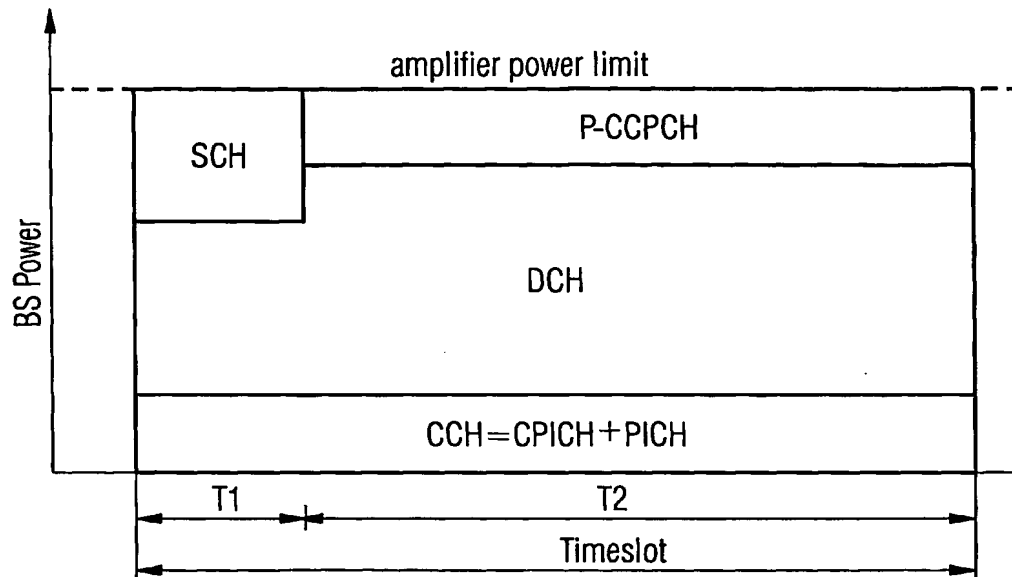 amplifier power limit
SCH
P-CCPCH
BS Power
DCH
CCH=CPICH+PICH
T1
T2
Timeslot